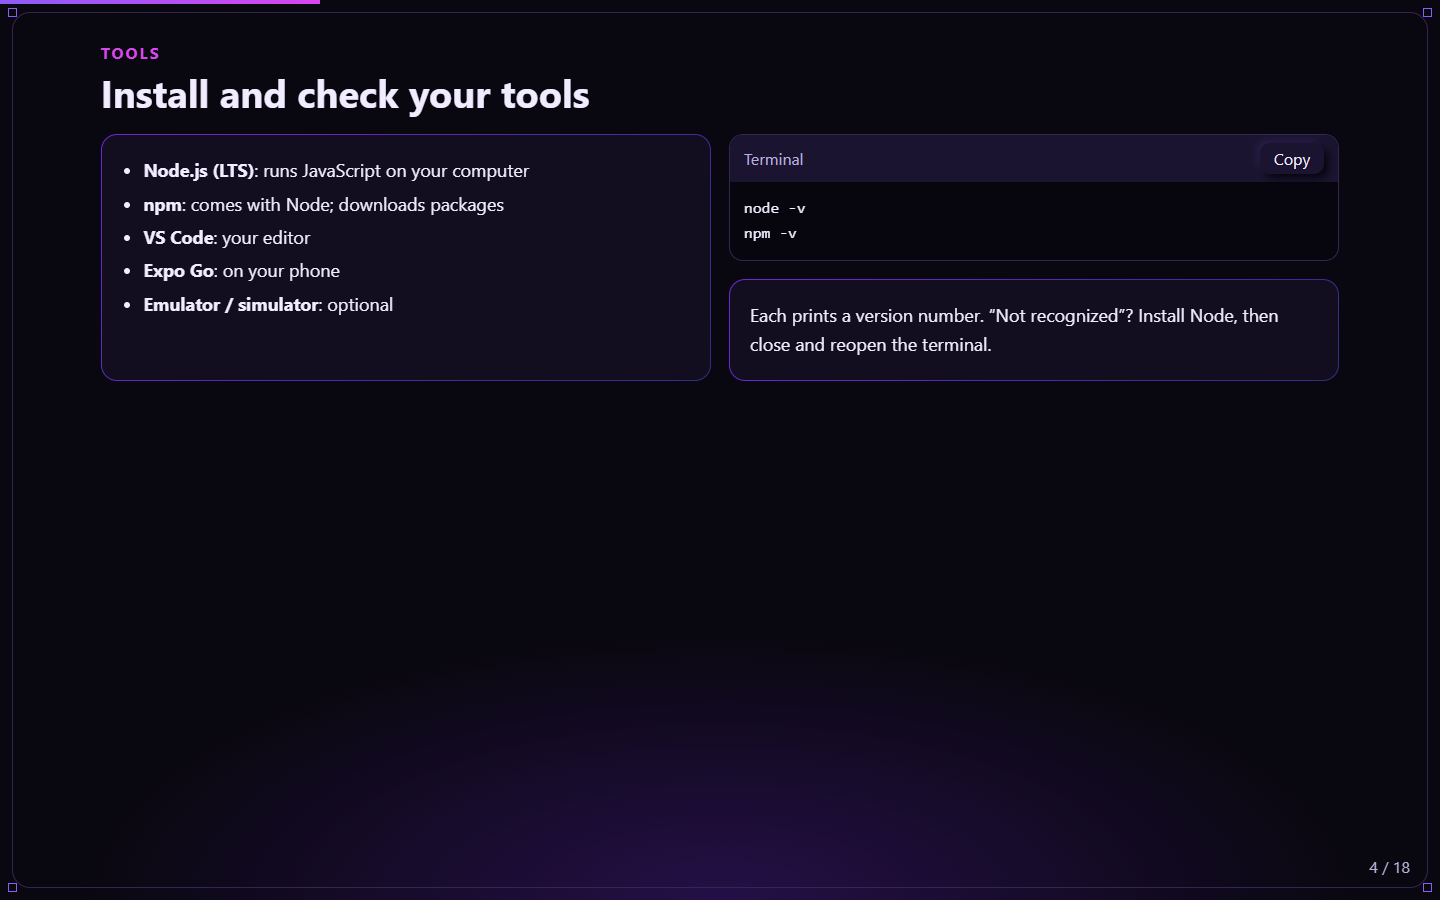 TOOLS
Install and check your tools
• Node.js (LTS): runs JavaScript on your computer
• npm: comes with Node; downloads packages
• VS Code: your editor
• Expo Go: on your phone
• Emulator / simulator: optional
Terminal
Copy
node -v
npm -v
Each prints a version number. “Not recognized”? Install Node, then
close and reopen the terminal.
4 / 18